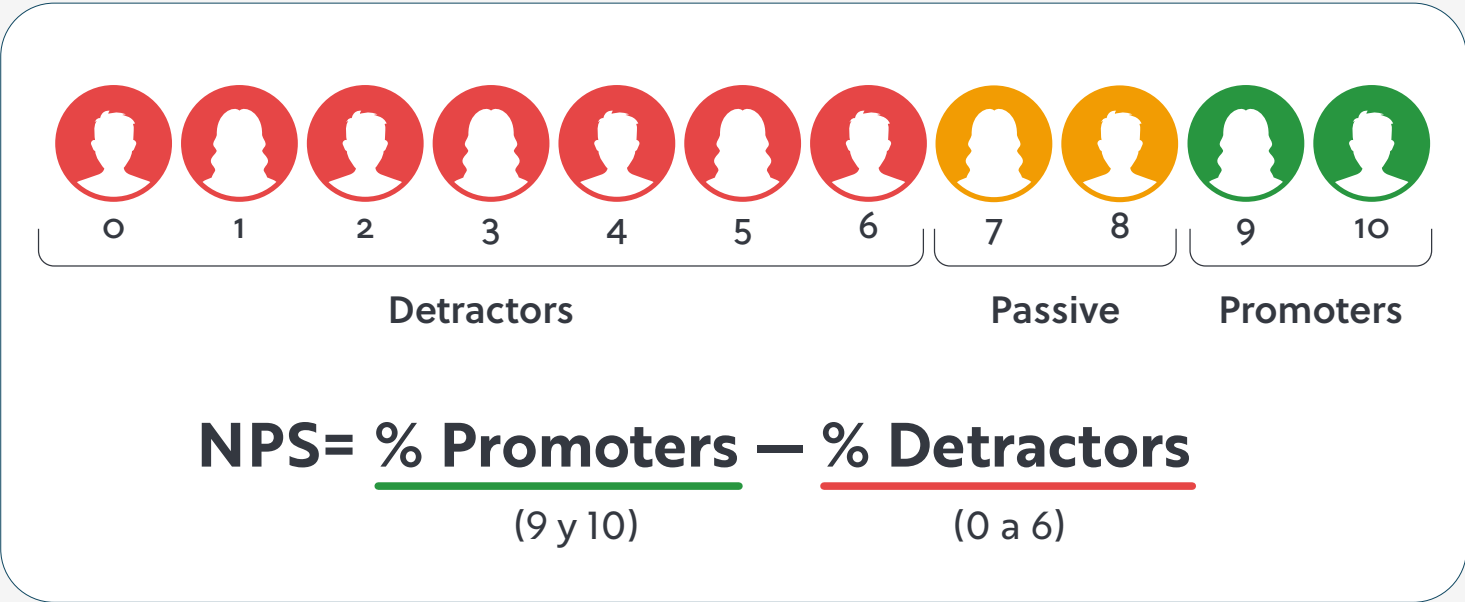 0 1 2 3 4 5 6 7 8 9 10
Detractors Passive Promoters
NPS= % Promoters — % Detractors
(9 y 10) (0 a 6)